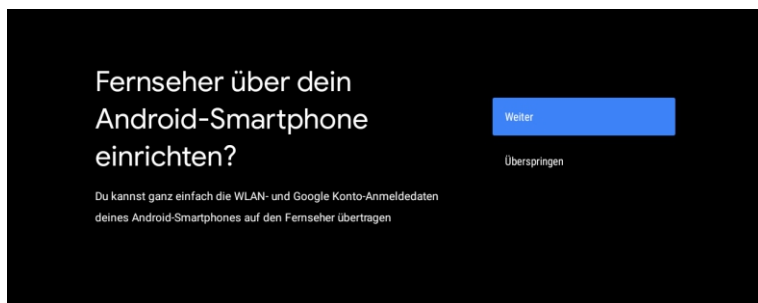 Fernseher über dein
Android-Smartphone
einrichten?
Du kannst ganz einfach die WLAN- und Google Konto-Anmeldedaten
deines Android-Smartphones auf den Fernseher übertragen
Weiter
Überspringen